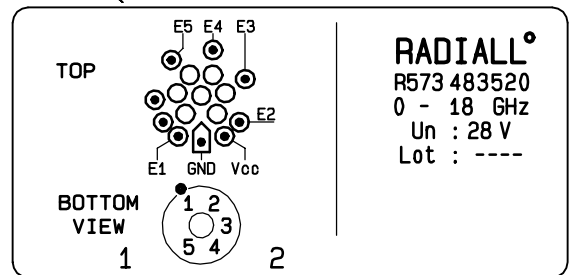 E5 E4 E3
TOP
E2
E1 GND Vcc
BOTTOM
VIEW
1 2
3
5 4
1 2
RADIALL°
R573 483520
0 - 18 GHz
Un : 28 V
Lot : ----